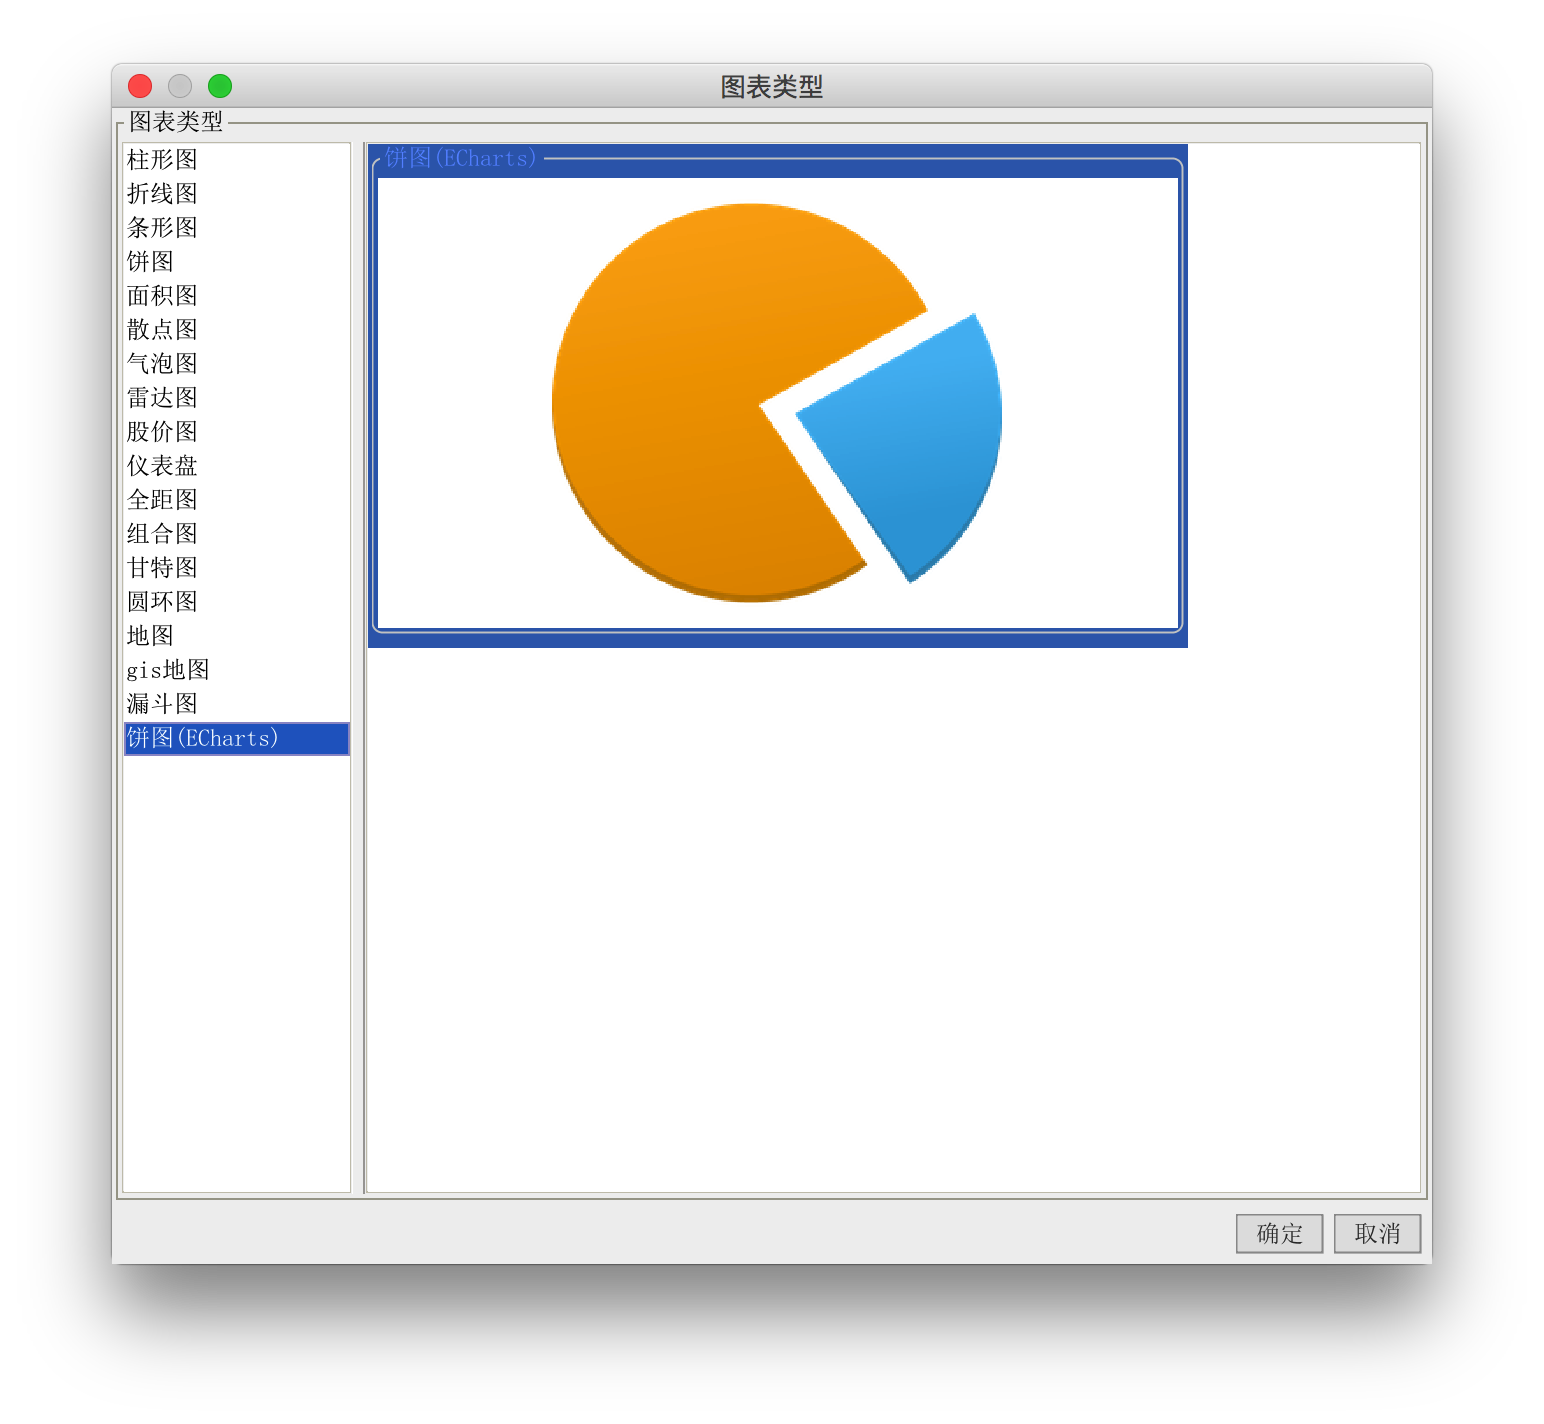 图表类型
图表类型
柱形图
折线图
条形图
饼图
面积图
散点图
气泡图
雷达图
股价图
仪表盘
全距图
组合图
甘特图
圆环图
地图
gis地图
漏斗图
饼图(ECharts)
饼图(ECharts)
确定
取消